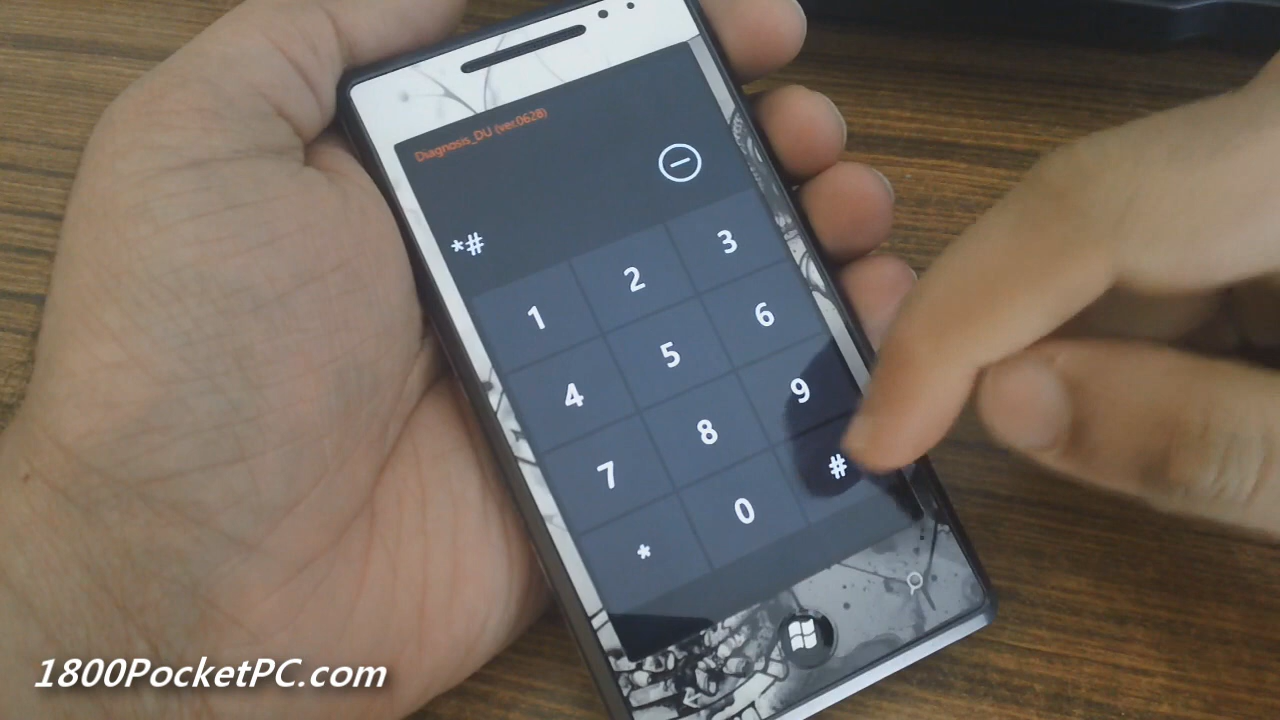 Diagnosis_DU (ver.0628)
*#
1 2 3
4 5 6
7 8 9
* 0 #
1800PocketPC.com